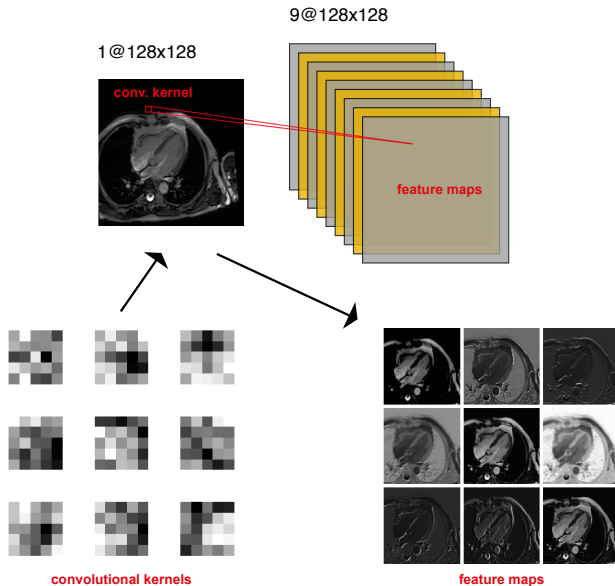 9@128x128
1@128x128
conv. kernel
feature maps
convolutional kernels
feature maps